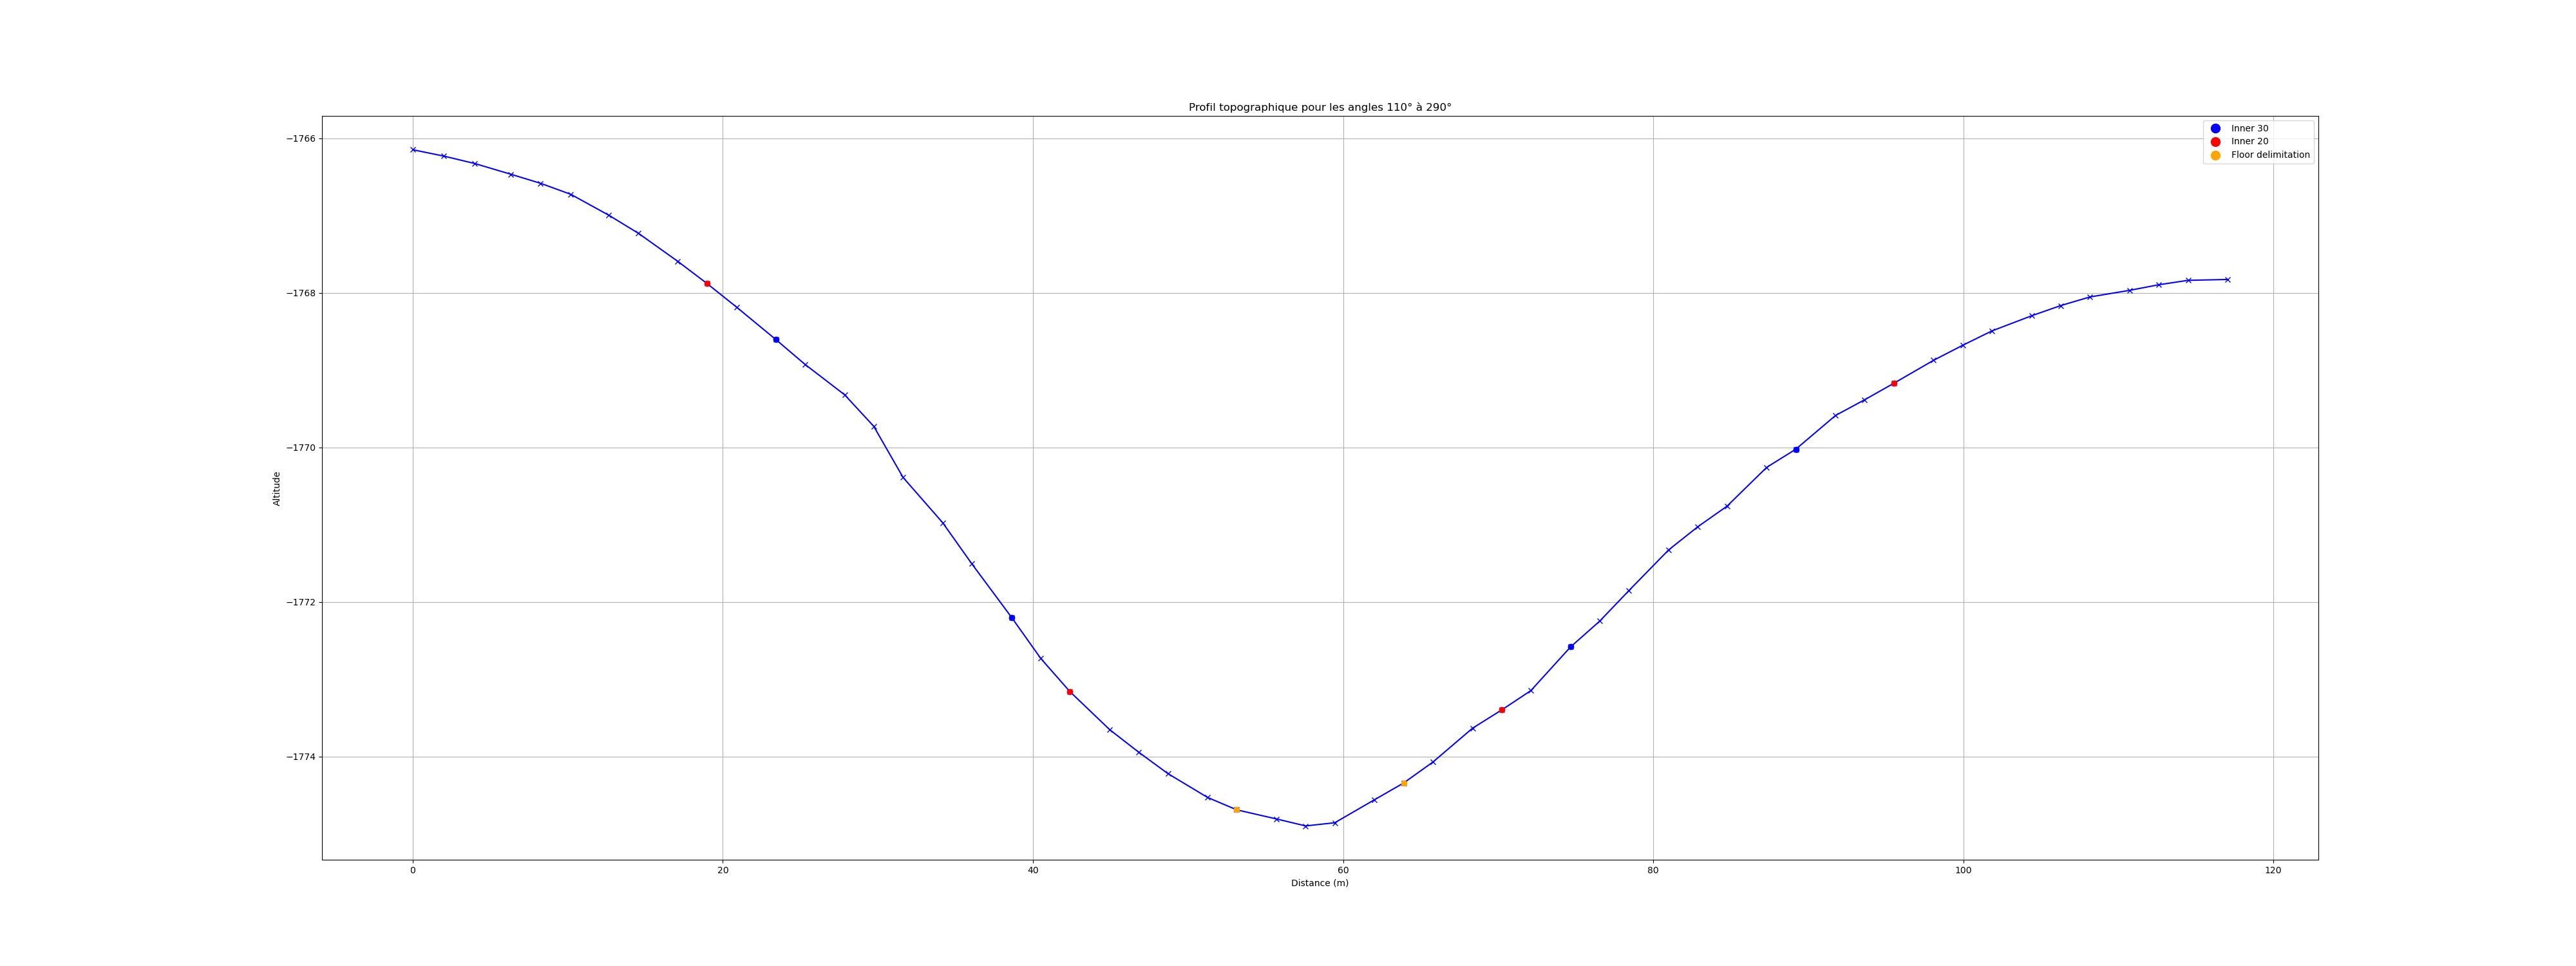 Profil topographique pour les angles 110° à 290°
Inner 30
Inner 20
Floor delimitation
Altitude
−1766
−1768
−1770
−1772
−1774
0 20 40 60 80 100 120
Distance (m)